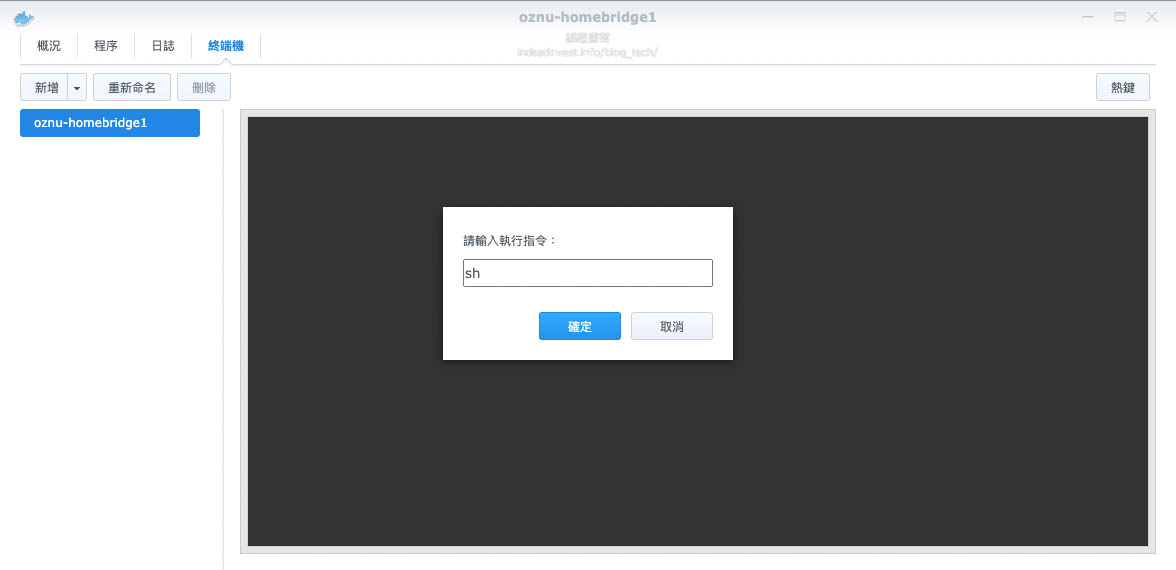 oznu-homebridge1
indeedinvest.info/blog_tech/
概況 程序 日誌 終端機
新增 重新命名 刪除 熱鍵
oznu-homebridge1
請輸入執行指令：
sh
確定 取消